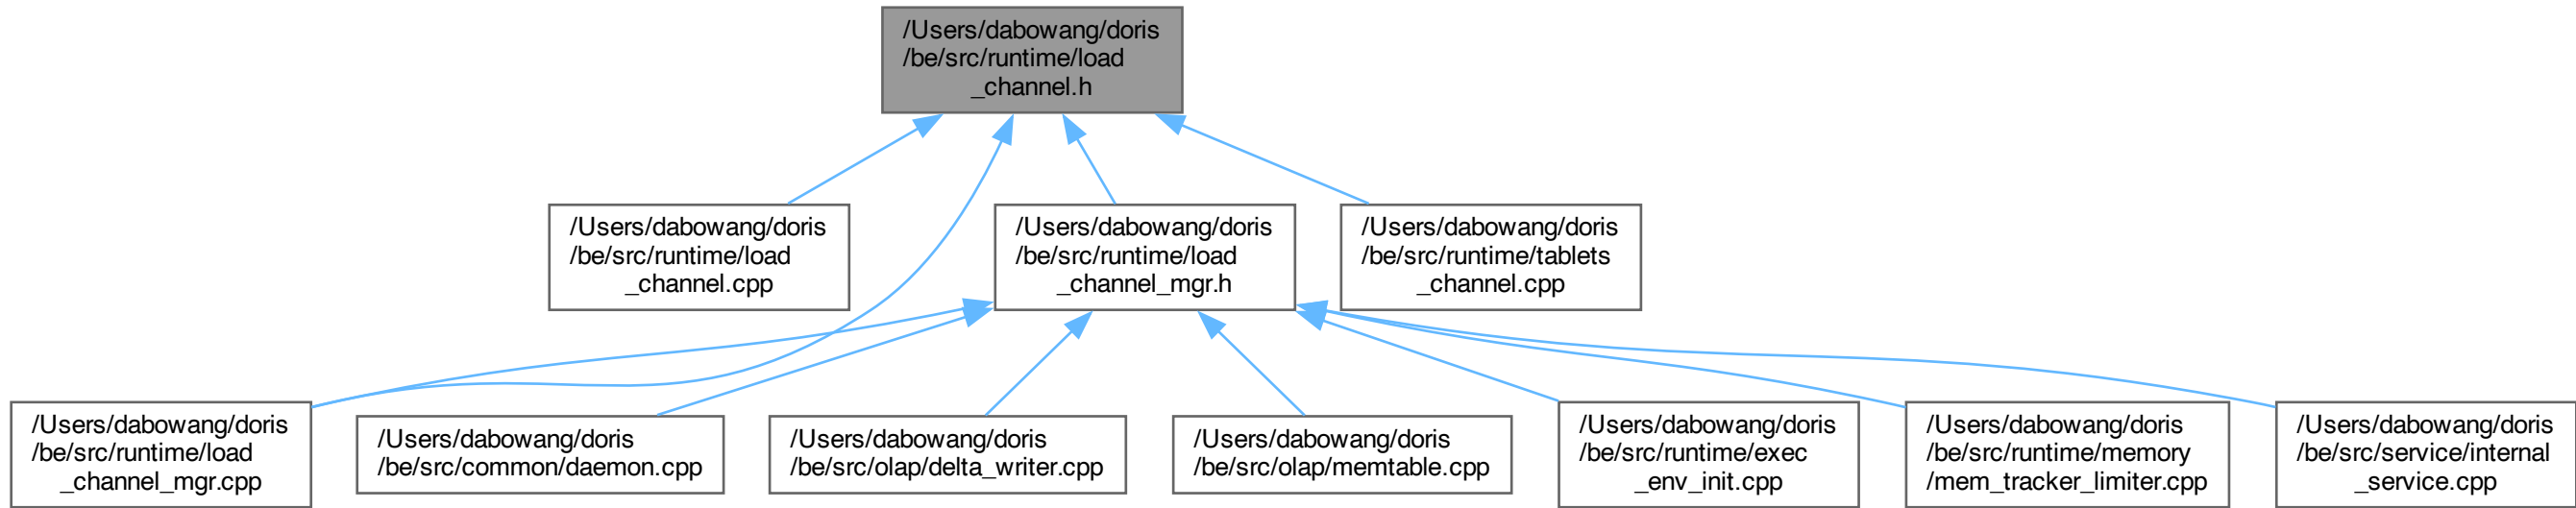 /Users/dabowang/doris
/be/src/runtime/load
_channel.h
/Users/dabowang/doris
/be/src/runtime/load
_channel.cpp
/Users/dabowang/doris
/be/src/runtime/load
_channel_mgr.h
/Users/dabowang/doris
/be/src/runtime/tablets
_channel.cpp
/Users/dabowang/doris
/be/src/runtime/load
_channel_mgr.cpp
/Users/dabowang/doris
/be/src/common/daemon.cpp
/Users/dabowang/doris
/be/src/olap/delta_writer.cpp
/Users/dabowang/doris
/be/src/olap/memtable.cpp
/Users/dabowang/doris
/be/src/runtime/exec
_env_init.cpp
/Users/dabowang/doris
/be/src/runtime/memory
/mem_tracker_limiter.cpp
/Users/dabowang/doris
/be/src/service/internal
_service.cpp